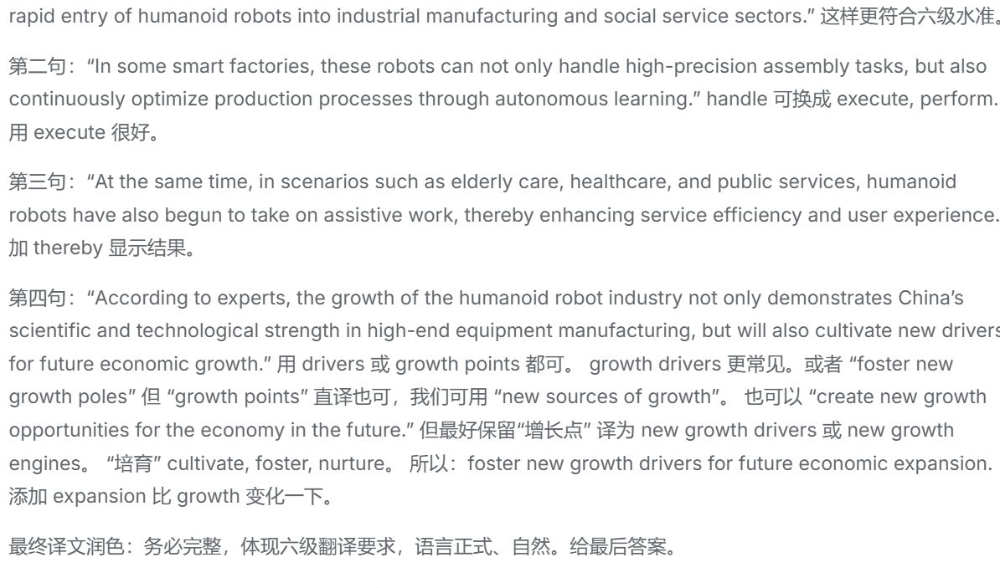 rapid entry of humanoid robots into industrial manufacturing and social service sectors.” 这样更符合六级水准。
第二句：“In some smart factories, these robots can not only handle high-precision assembly tasks, but also
continuously optimize production processes through autonomous learning.” handle 可换成 execute, perform.
用 execute 很好。
第三句：“At the same time, in scenarios such as elderly care, healthcare, and public services, humanoid
robots have also begun to take on assistive work, thereby enhancing service efficiency and user experience.
加 thereby 显示结果。
第四句：“According to experts, the growth of the humanoid robot industry not only demonstrates China’s
scientific and technological strength in high-end equipment manufacturing, but will also cultivate new drivers
for future economic growth.” 用 drivers 或 growth points 都可。 growth drivers 更常见。或者 “foster new
growth poles” 但 “growth points” 直译也可，我们可用 “new sources of growth”。 也可以 “create new growth
opportunities for the economy in the future.” 但最好保留“增长点” 译为 new growth drivers 或 new growth
engines。 “培育” cultivate, foster, nurture。 所以：foster new growth drivers for future economic expansion.
添加 expansion 比 growth 变化一下。
最终译文润色：务必完整，体现六级翻译要求，语言正式、自然。给最后答案。